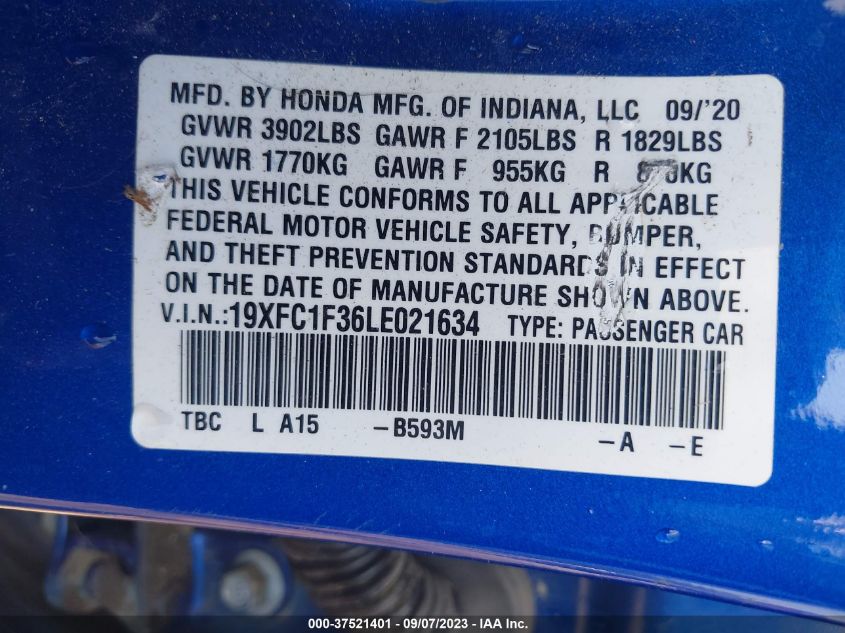 MFD. BY HONDA MFG. OF INDIANA, LLC 09/'20
GVWR 3902LBS GAWR F 2105LBS R 1829LBS
GVWR 1770KG GAWR F 955KG R KG
THIS VEHICLE CONFORMS TO ALL APPLICABLE
FEDERAL MOTOR VEHICLE SAFETY, BUMPER,
AND THEFT PREVENTION STANDARDS IN EFFECT
ON THE DATE OF MANUFACTURE SHOWN ABOVE.
V.I.N.:19XFC1F36LE021634 TYPE: PASSENGER CAR
TBC L A15 -B593M -A -E
000-37521401 - 09/07/2023 - IAA Inc.